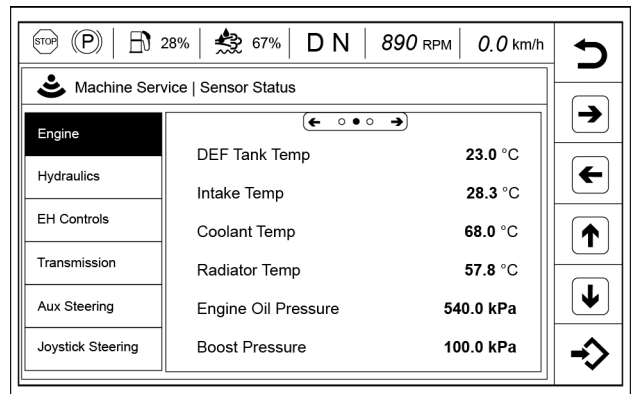 STOP (P) 28% 67% D N 890 RPM 0.0 km/h
Machine Service | Sensor Status
Engine
Hydraulics
EH Controls
Transmission
Aux Steering
Joystick Steering
DEF Tank Temp 23.0 °C
Intake Temp 28.3 °C
Coolant Temp 68.0 °C
Radiator Temp 57.8 °C
Engine Oil Pressure 540.0 kPa
Boost Pressure 100.0 kPa